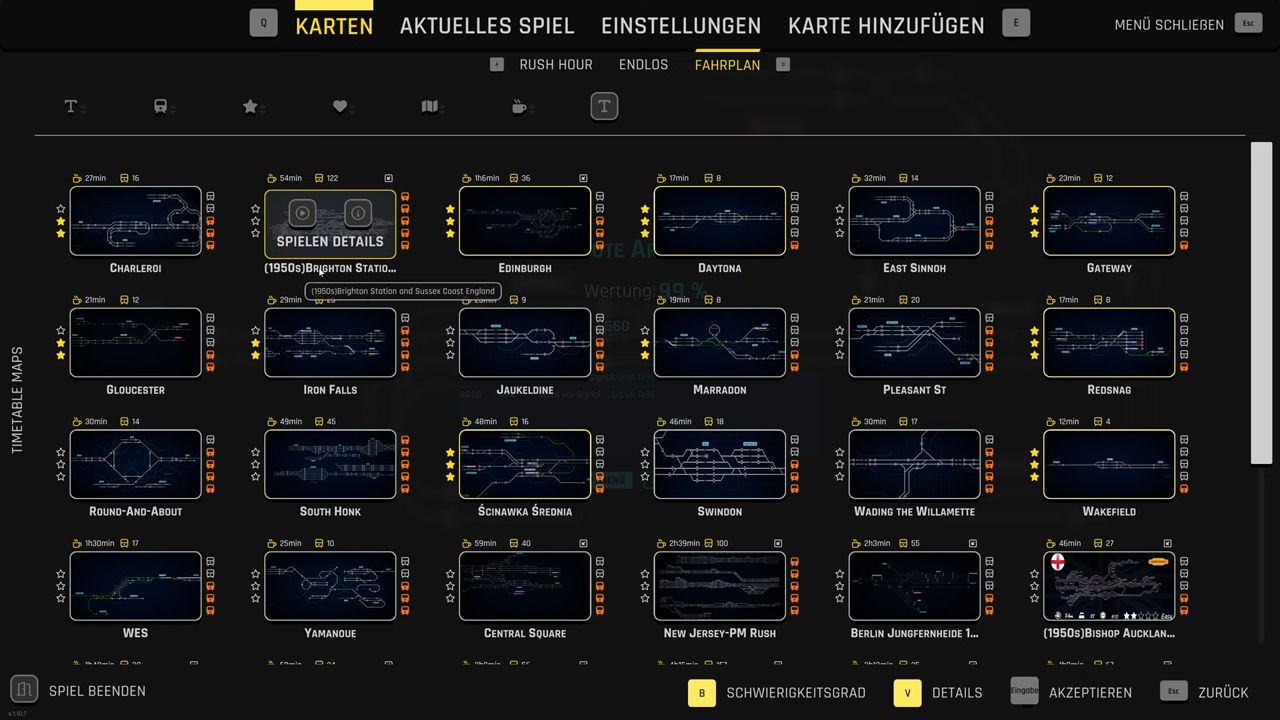 Q KARTEN AKTUELLES SPIEL EINSTELLUNGEN KARTE HINZUFÜGEN E MENÜ SCHLIEẞEN Esc
A RUSH HOUR ENDLOS FAHRPLAN D
T T
27min 16 54min 122 1h6min 36 17min 8 32min 14 23min 12
SPIELEN DETAILS
CHARLEROI (1950s)BRIGHTON STATIO... EDINBURGH DAYTONA EAST SINNOH GATEWAY
(1950s)Brighton Station and Sussex Coast England
Wertung: 99 %
21min 12 29min 9 19min 8 21min 20 17min 8
560
GLOUCESTER IRON FALLS JAUKELDINE MARRADON PLEASANT ST REDSNAG
30min 14 49min 45 48min 16 46min 18 30min 17 12min 4
ROUND-AND-ABOUT SOUTH HONK ŚCINAWKA ŚREDNIA SWINDON WADING THE WILLAMETTE WAKEFIELD
1h30min 17 25min 10 59min 40 2h39min 100 2h3min 55 46min 27
WES YAMANOUE CENTRAL SQUARE NEW JERSEY-PM RUSH BERLIN JUNGFERNHEIDE 1... (1950s)BISHOP AUCKLAN...
TIMETABLE MAPS
SPIEL BEENDEN B SCHWIERIGKEITSGRAD V DETAILS Eingabe AKZEPTIEREN Esc ZURÜCK
v.1.10.7